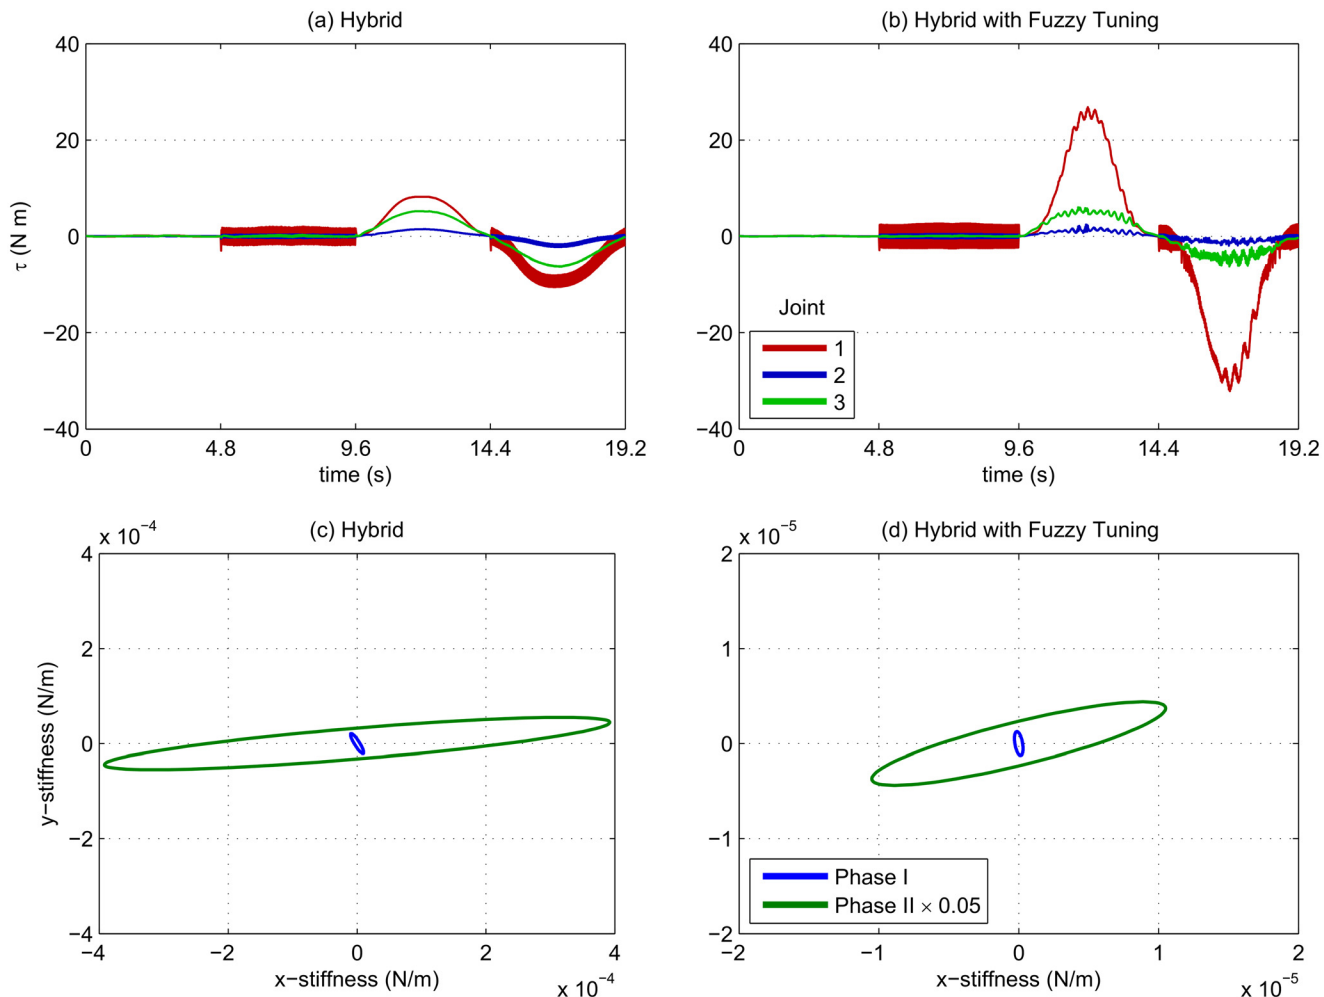 (a) Hybrid
(b) Hybrid with Fuzzy Tuning
40
20
0
−20
−40
τ (N m)
0
4.8
9.6
14.4
19.2
time (s)
40
20
0
−20
−40
Joint
1
2
3
0
4.8
9.6
14.4
19.2
time (s)
x 10−4
(c) Hybrid
x 10−5
(d) Hybrid with Fuzzy Tuning
4
2
0
−2
−4
y−stiffness (N/m)
−4
−2
0
2
4
x−stiffness (N/m)
x 10−4
2
1
0
−1
−2
Phase I
Phase II × 0.05
−2
−1
0
1
2
x−stiffness (N/m)
x 10−5